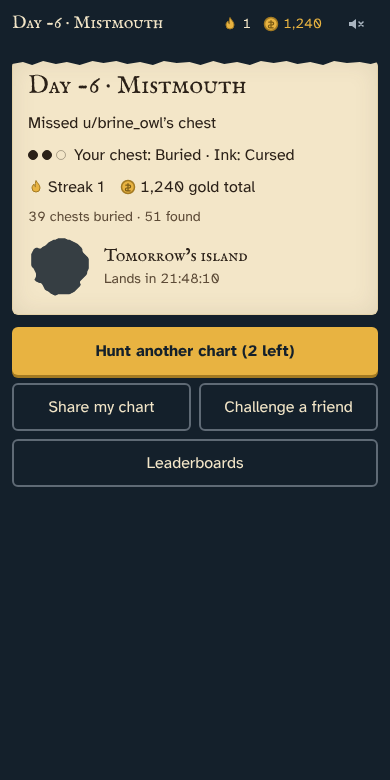 Day -6 · Mistmouth 1 1,240
Day -6 · Mistmouth
Missed u/brine_owl's chest
Your chest: Buried · Ink: Cursed
Streak 1 1,240 gold total
39 chests buried · 51 found
Tomorrow's island
Lands in 21:48:10
Hunt another chart (2 left)
Share my chart Challenge a friend
Leaderboards